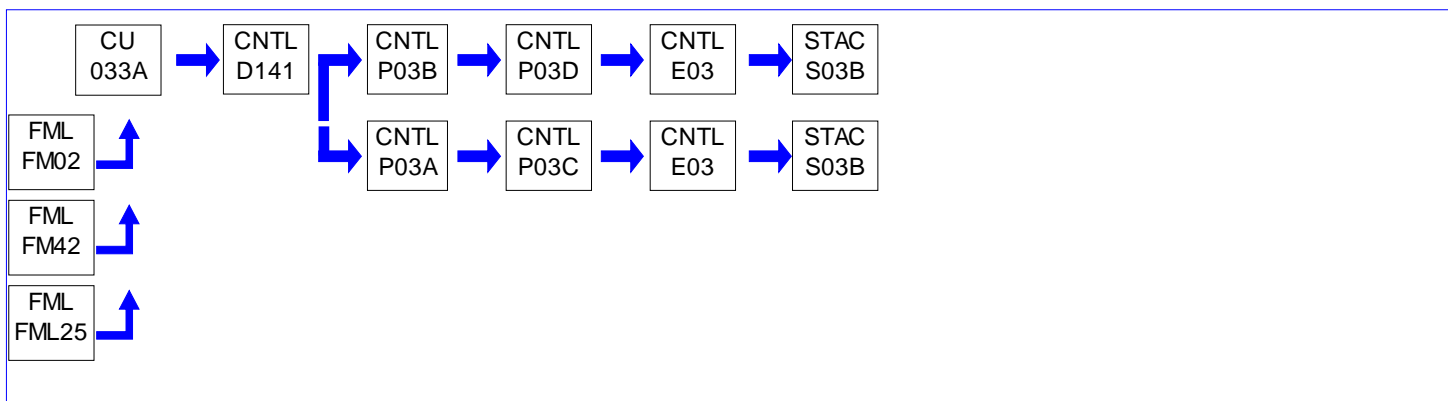 CU
033A
CNTL
D141
CNTL
P03B
CNTL
P03D
CNTL
E03
STAC
S03B
FML
FM02
CNTL
P03A
CNTL
P03C
CNTL
E03
STAC
S03B
FML
FM42
FML
FML25